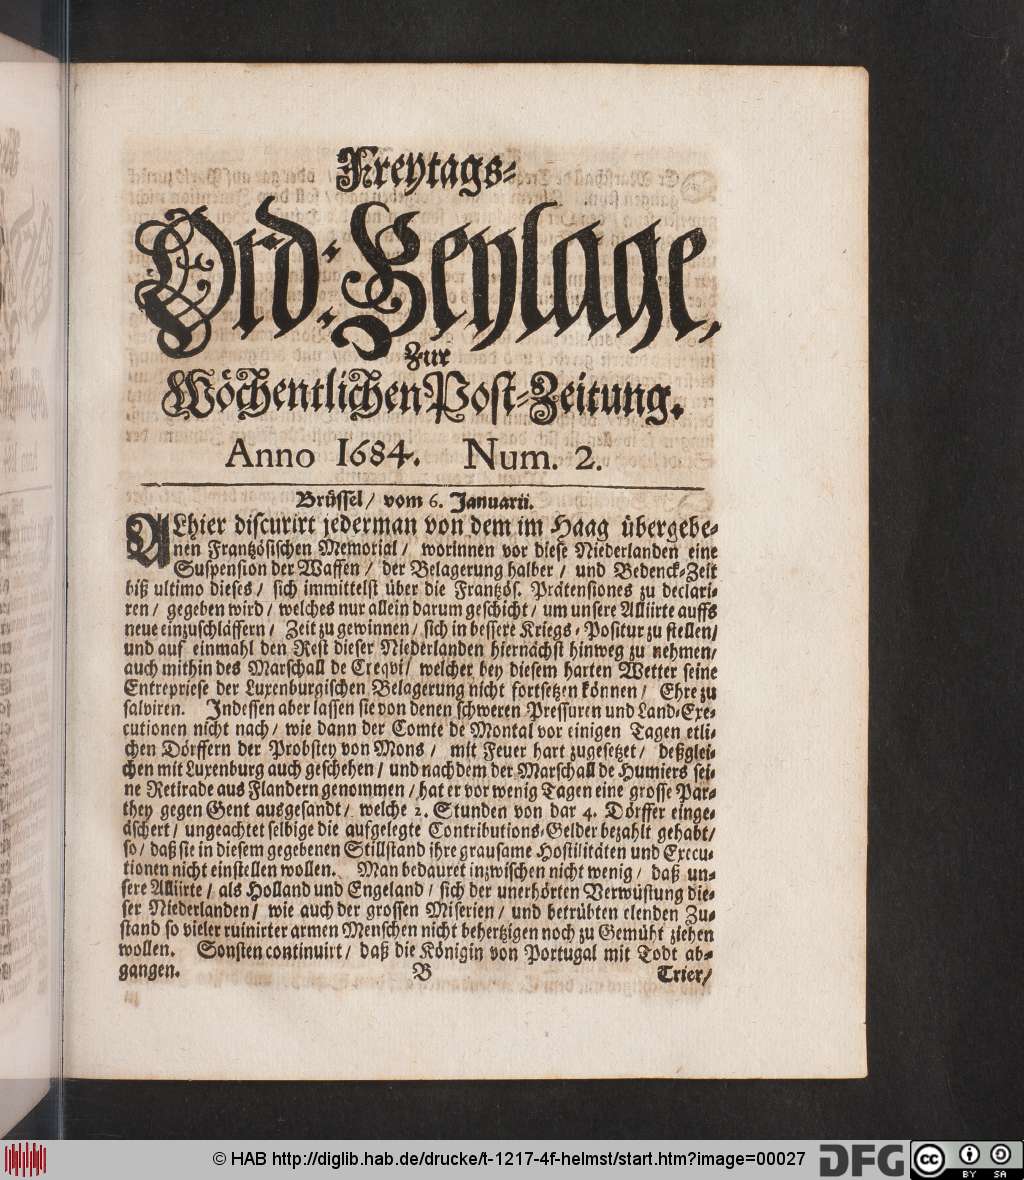 Freytags-
Ord: Beylage,
Zur
Wöchentlichen Post-Zeitung.
Anno 1684. Num. 2.
Brüssel/ vom 6. Januarii.
ALhier discurirt jederman von dem im Haag übergebe-
nen Frantzösischen Memorial/ worinnen vor diese Niederlanden eine
Suspension der Waffen/ der Belagerung halber/ und Bedenck-Zeit
biß ultimo dieses/ sich immittelst über die Frantzös. Prätensiones zu declari-
ren/ gegeben wird/ welches nur allein darum geschicht/ um unsere Alliirte auffs
neue einzuschläffern/ Zeit zu gewinnen/ sich in bessere Kriegs-Positur zu stellen/
und auf einmahl den Rest dieser Niederlanden hiernächst hinweg zu nehmen/
auch mithin des Marschall de Creqvi/ welcher bey diesem harten Wetter seine
Entrepriese der Luxenburgischen Belagerung nicht fortsetzen können/ Ehre zu
salviren. Indessen aber lassen sie von denen schweren Pressuren und Land-Exe-
cutionen nicht nach/ wie dann der Comte de Montal vor einigen Tagen etli-
chen Dörffern der Probstey von Mons/ mit Feuer hart zugesetzet/ deßglei-
chen mit Luxenburg auch geschehen/ und nach dem der Marschall de Humiers sei-
ne Retirade aus Flandern genommen/ hat er vor wenig Tagen eine grosse Par-
they gegen Gent ausgesandt/ welche 2. Stunden von dar 4. Dörffer einge-
äschert/ ungeachtet selbige die aufgelegte Contributions-Gelder bezahlt gehabt/
so/ daß sie in diesem gegebenen Stillstand ihre grausame Hostilitäten und Execu-
tionen nicht einstellen wollen. Man bedauret inzwischen nicht wenig/ daß un-
sere Alliirte/ als Holland und Engeland/ sich der unerhörten Verwüstung die-
ser Niederlanden/ wie auch der grossen Miserien/ und betrübten elenden Zu-
stand so vieler ruinirter armen Menschen nicht behertzigen noch zu Gemüht ziehen
wollen. Sonsten continuirt/ daß die Königin von Portugal mit Todt ab-
gangen.
B
Trier/
© HAB http://diglib.hab.de/drucke/t-1217-4f-helmst/start.htm?image=00027
DFG
cc
BY SA